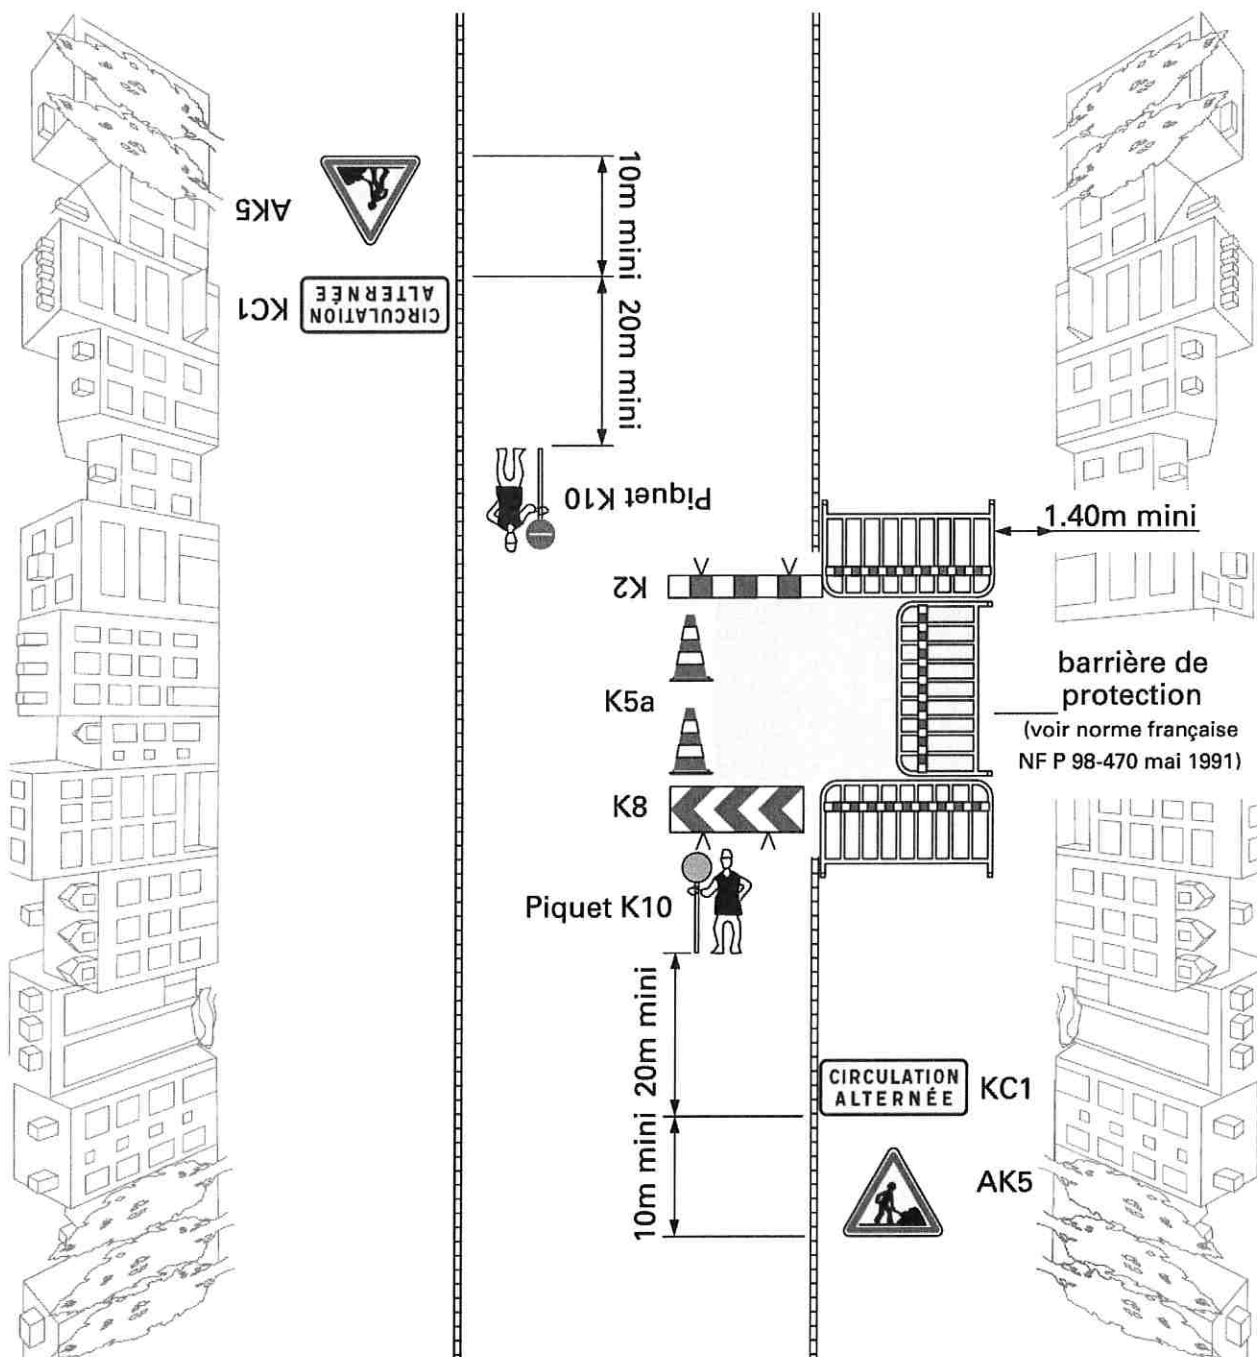 10m mini
AK5
CIRCULATION
ALTERNÉE
KC1
20m mini
Piquet K10
1.40m mini
K2
barrière de
protection
(voir norme française
NF P 98-470 mai 1991)
K5a
K8
Piquet K10
20m mini
CIRCULATION
ALTERNÉE
KC1
10m mini
AK5